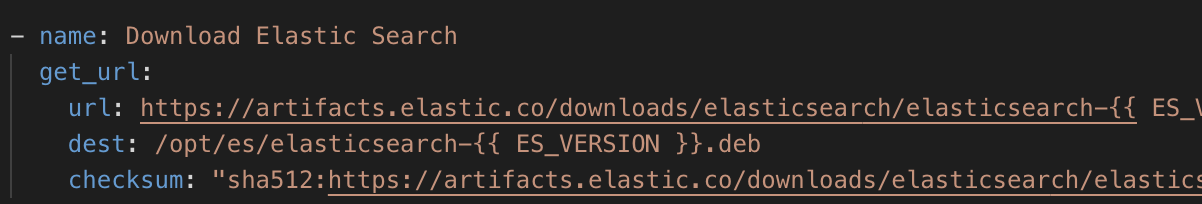 - name: Download Elastic Search
get_url:
url: https://artifacts.elastic.co/downloads/elasticsearch/elasticsearch-{{ ES_V
dest: /opt/es/elasticsearch-{{ ES_VERSION }}.deb
checksum: "sha512:https://artifacts.elastic.co/downloads/elasticsearch/elastics